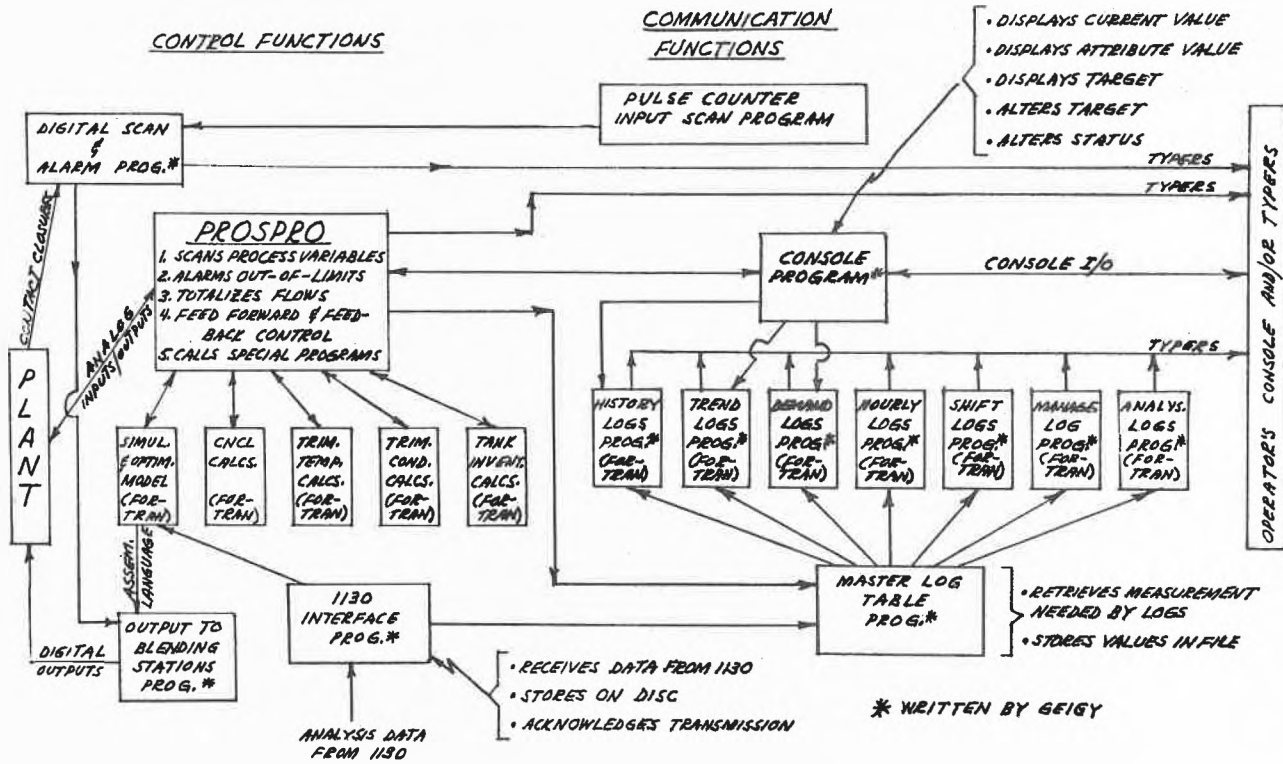 CONTROL FUNCTIONS
COMMUNICATION
FUNCTIONS
• DISPLAYS CURRENT VALUE
• DISPLAYS ATTRIBUTE VALUE
• DISPLAYS TARGET
• ALTERS TARGET
• ALTERS STATUS
PULSE COUNTER
INPUT SCAN PROGRAM
DIGITAL SCAN
&
ALARM PROG.*
TYPERS
TYPERS
CONTACT CLOSURE
PROSPRO
1. SCANS PROCESS VARIABLES
2. ALARMS OUT-OF-LIMITS
3. TOTALIZES FLOWS
4. FEED FORWARD & FEED-
BACK CONTROL
5. CALLS SPECIAL PROGRAMS
CONSOLE
PROGRAM*
CONSOLE I/O
OPERATOR'S CONSOLE AND/OR TYPERS
ANALOG
INPUTS/OUTPUTS
TYPERS
PLANT
SIMUL.
& OPTIM.
MODEL
(FOR-
TRAN)
CNCL
CALCS.
(FOR-
TRAN)
TRIM.
TEMP.
CALCS.
(FOR-
TRAN)
TRIM.
COND.
CALCS.
(FOR-
TRAN)
TANK
INVENT.
CALCS.
(FOR-
TRAN)
HISTORY
LOGS
PROG.*
(FOR-
TRAN)
TREND
LOGS
PROG.*
(FOR-
TRAN)
DEMAND
LOGS
PROG.*
(FOR-
TRAN)
HOURLY
LOGS
PROG.*
(FOR-
TRAN)
SHIFT
LOGS
PROG.*
(FOR-
TRAN)
MANAGE
LOG
PROG.*
(FOR-
TRAN)
ANALYS.
LOGS
PROG.*
(FOR-
TRAN)
ASSEM.
LANGUAGE
OUTPUT TO
BLENDING
STATIONS
PROG.*
DIGITAL
OUTPUTS
1130
INTERFACE
PROG.*
MASTER LOG
TABLE
PROG.*
• RETRIEVES MEASUREMENT
NEEDED BY LOGS
• STORES VALUES IN FILE
• RECEIVES DATA FROM 1130
• STORES ON DISC
• ACKNOWLEDGES TRANSMISSION
ANALYSIS DATA
FROM 1130
* WRITTEN BY GEIGY